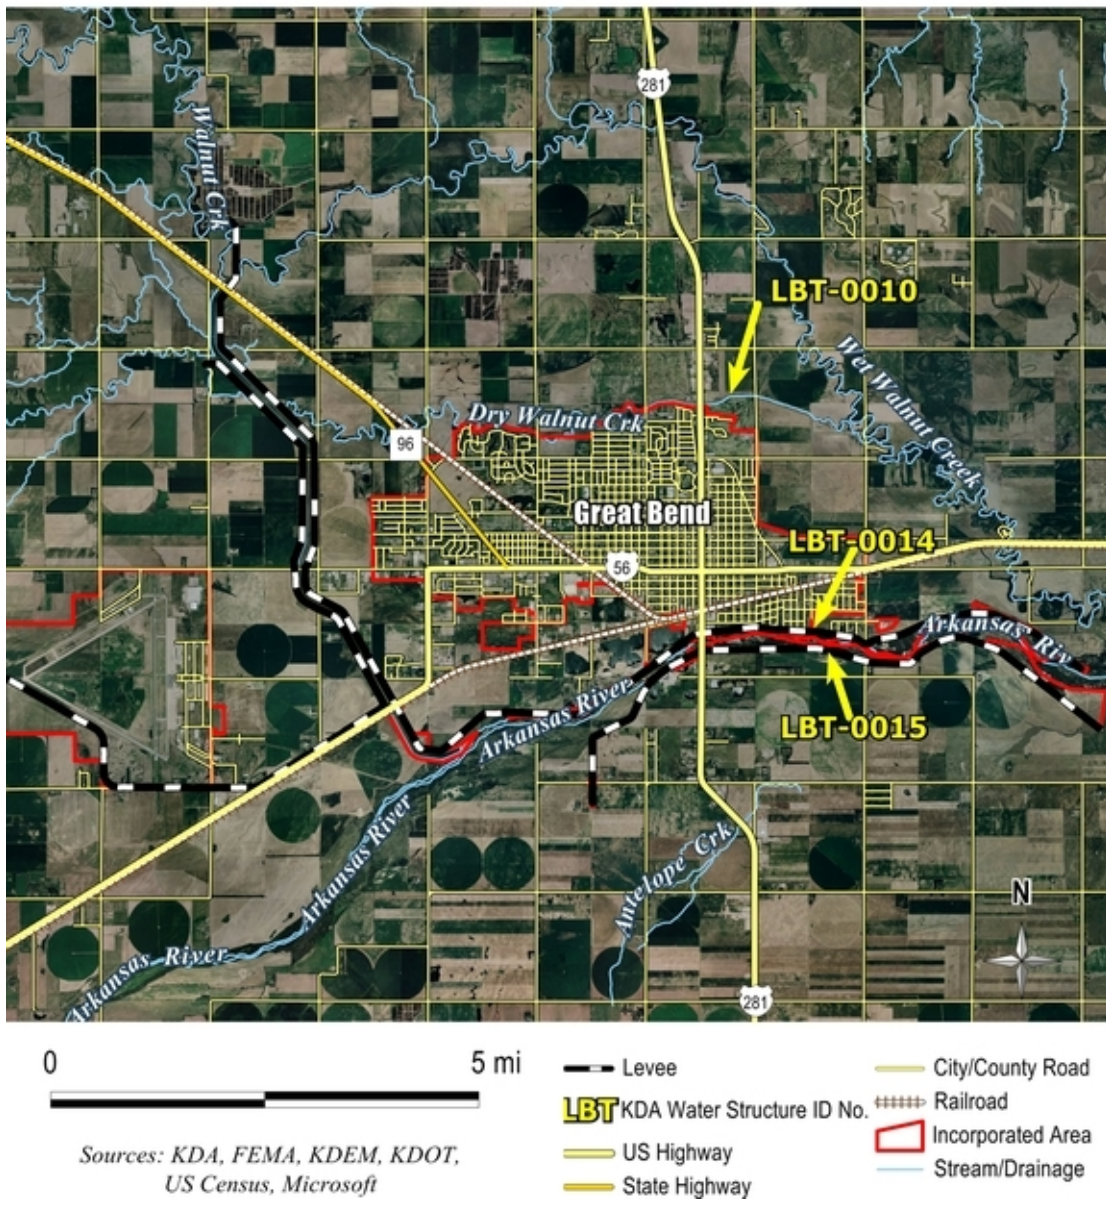 281
Walnut Crk
LBT-0010
Wet Walnut Creek
Dry Walnut Crk
96
Great Bend
LBT-0014
56
Arkansas Riv
Arkansas River
LBT-0015
Arkansas River
Antelope Crk
N
Arkansas River
281
0 5 mi
Levee
LBT KDA Water Structure ID No.
US Highway
State Highway
City/County Road
Railroad
Incorporated Area
Stream/Drainage
Sources: KDA, FEMA, KDEM, KDOT,
US Census, Microsoft